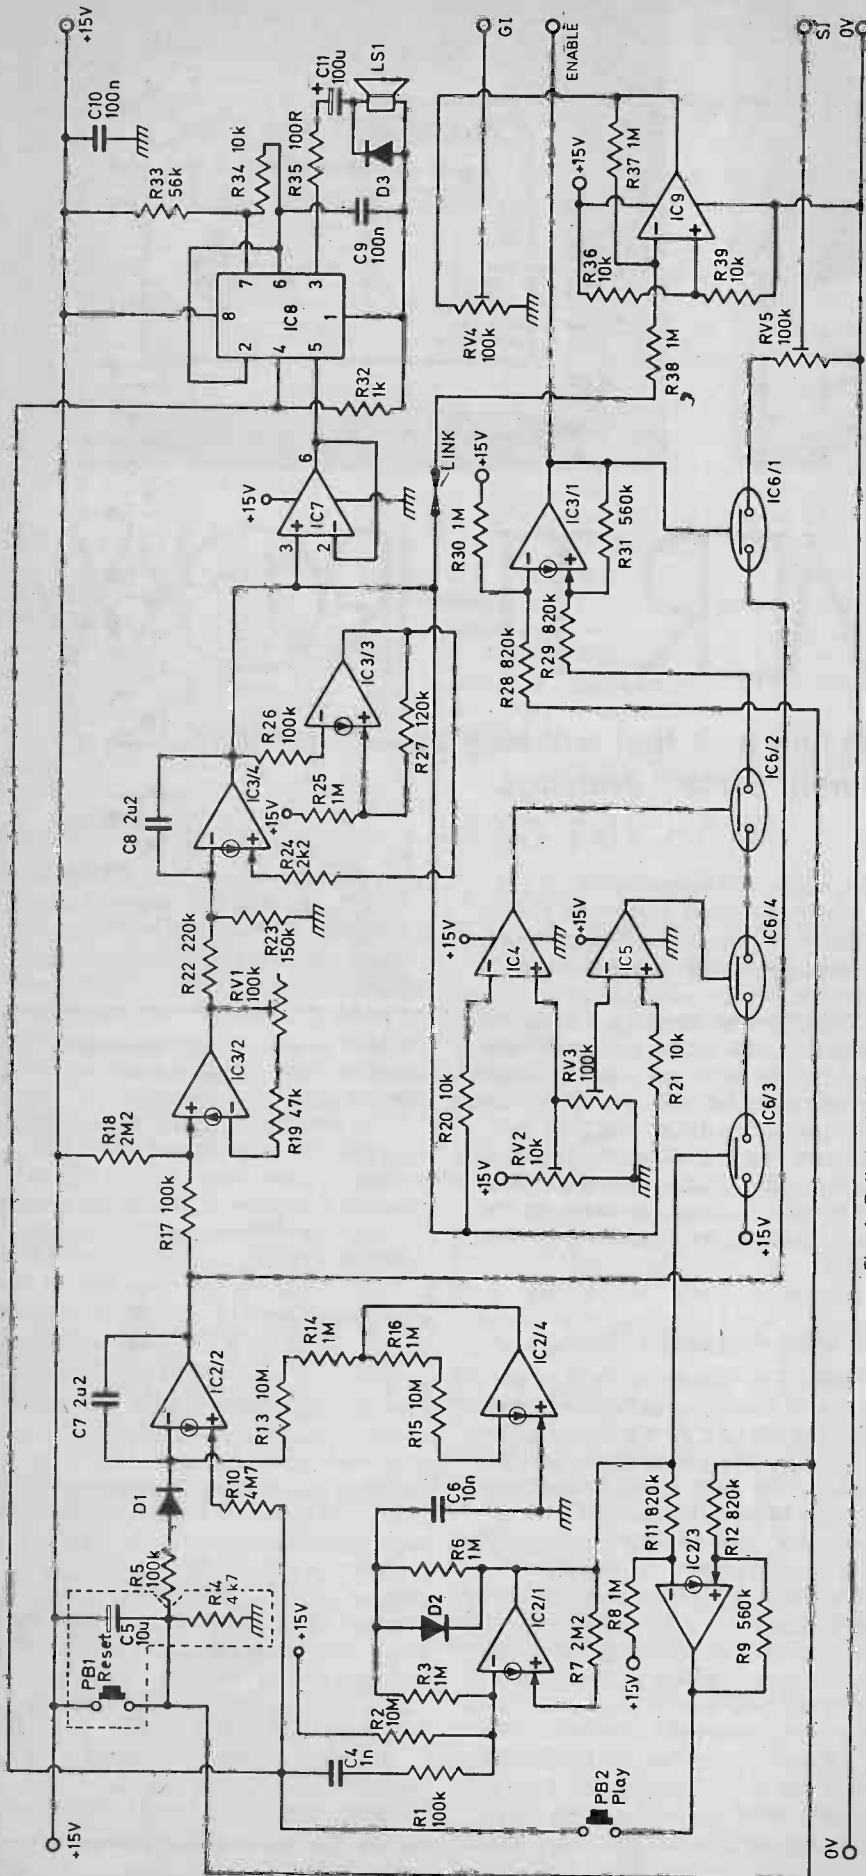 +15V
C10
100n
R33
56k
R34 10k
R35 100R
C11
100u
+
LS1
D3
C9
100n
7
6
3
8
IC8
1
2
4
5
R32
1k
+15V
6
IC7
3
2
+
-
LINK
GI
ENABLE
SI
0V
+15V
R37 1M
R36
10k
IC9
R39
10k
RV4
100k
R38 1M
RV5
100k
+15V
R30 1M
IC3/1
R31 560k
R28 820k
R29 820k
IC6/1
IC6/2
IC6/4
IC6/3
+15V
C8 2u2
IC3/4
R26
100k
IC3/3
R25
1M
+15V
R24
2k2
R27
120k
R22 220k
R23
150k
RV1
100k
IC3/2
R19 47k
R18
2M2
R17 100k
+15V
IC4
+15V
IC5
R20 10k
R21 10k
RV3
100k
RV2
10k
+15V
C7 2u2
IC2/2
D1
R10
4M7
R5
100k
R4
4k7
C5
10u
PB1
Reset
+15V
R13 10M
R14
1M
R16
1M
R15 10M
IC2/4
C6
10n
R6
1M
D2
R3
1M
R2
10M
+15V
C4
1n
R1
100k
IC2/1
R7 2M2
R8 1M
+15V
R11 820k
R12 820k
IC2/3
R9 560k
PB2
Play
0V